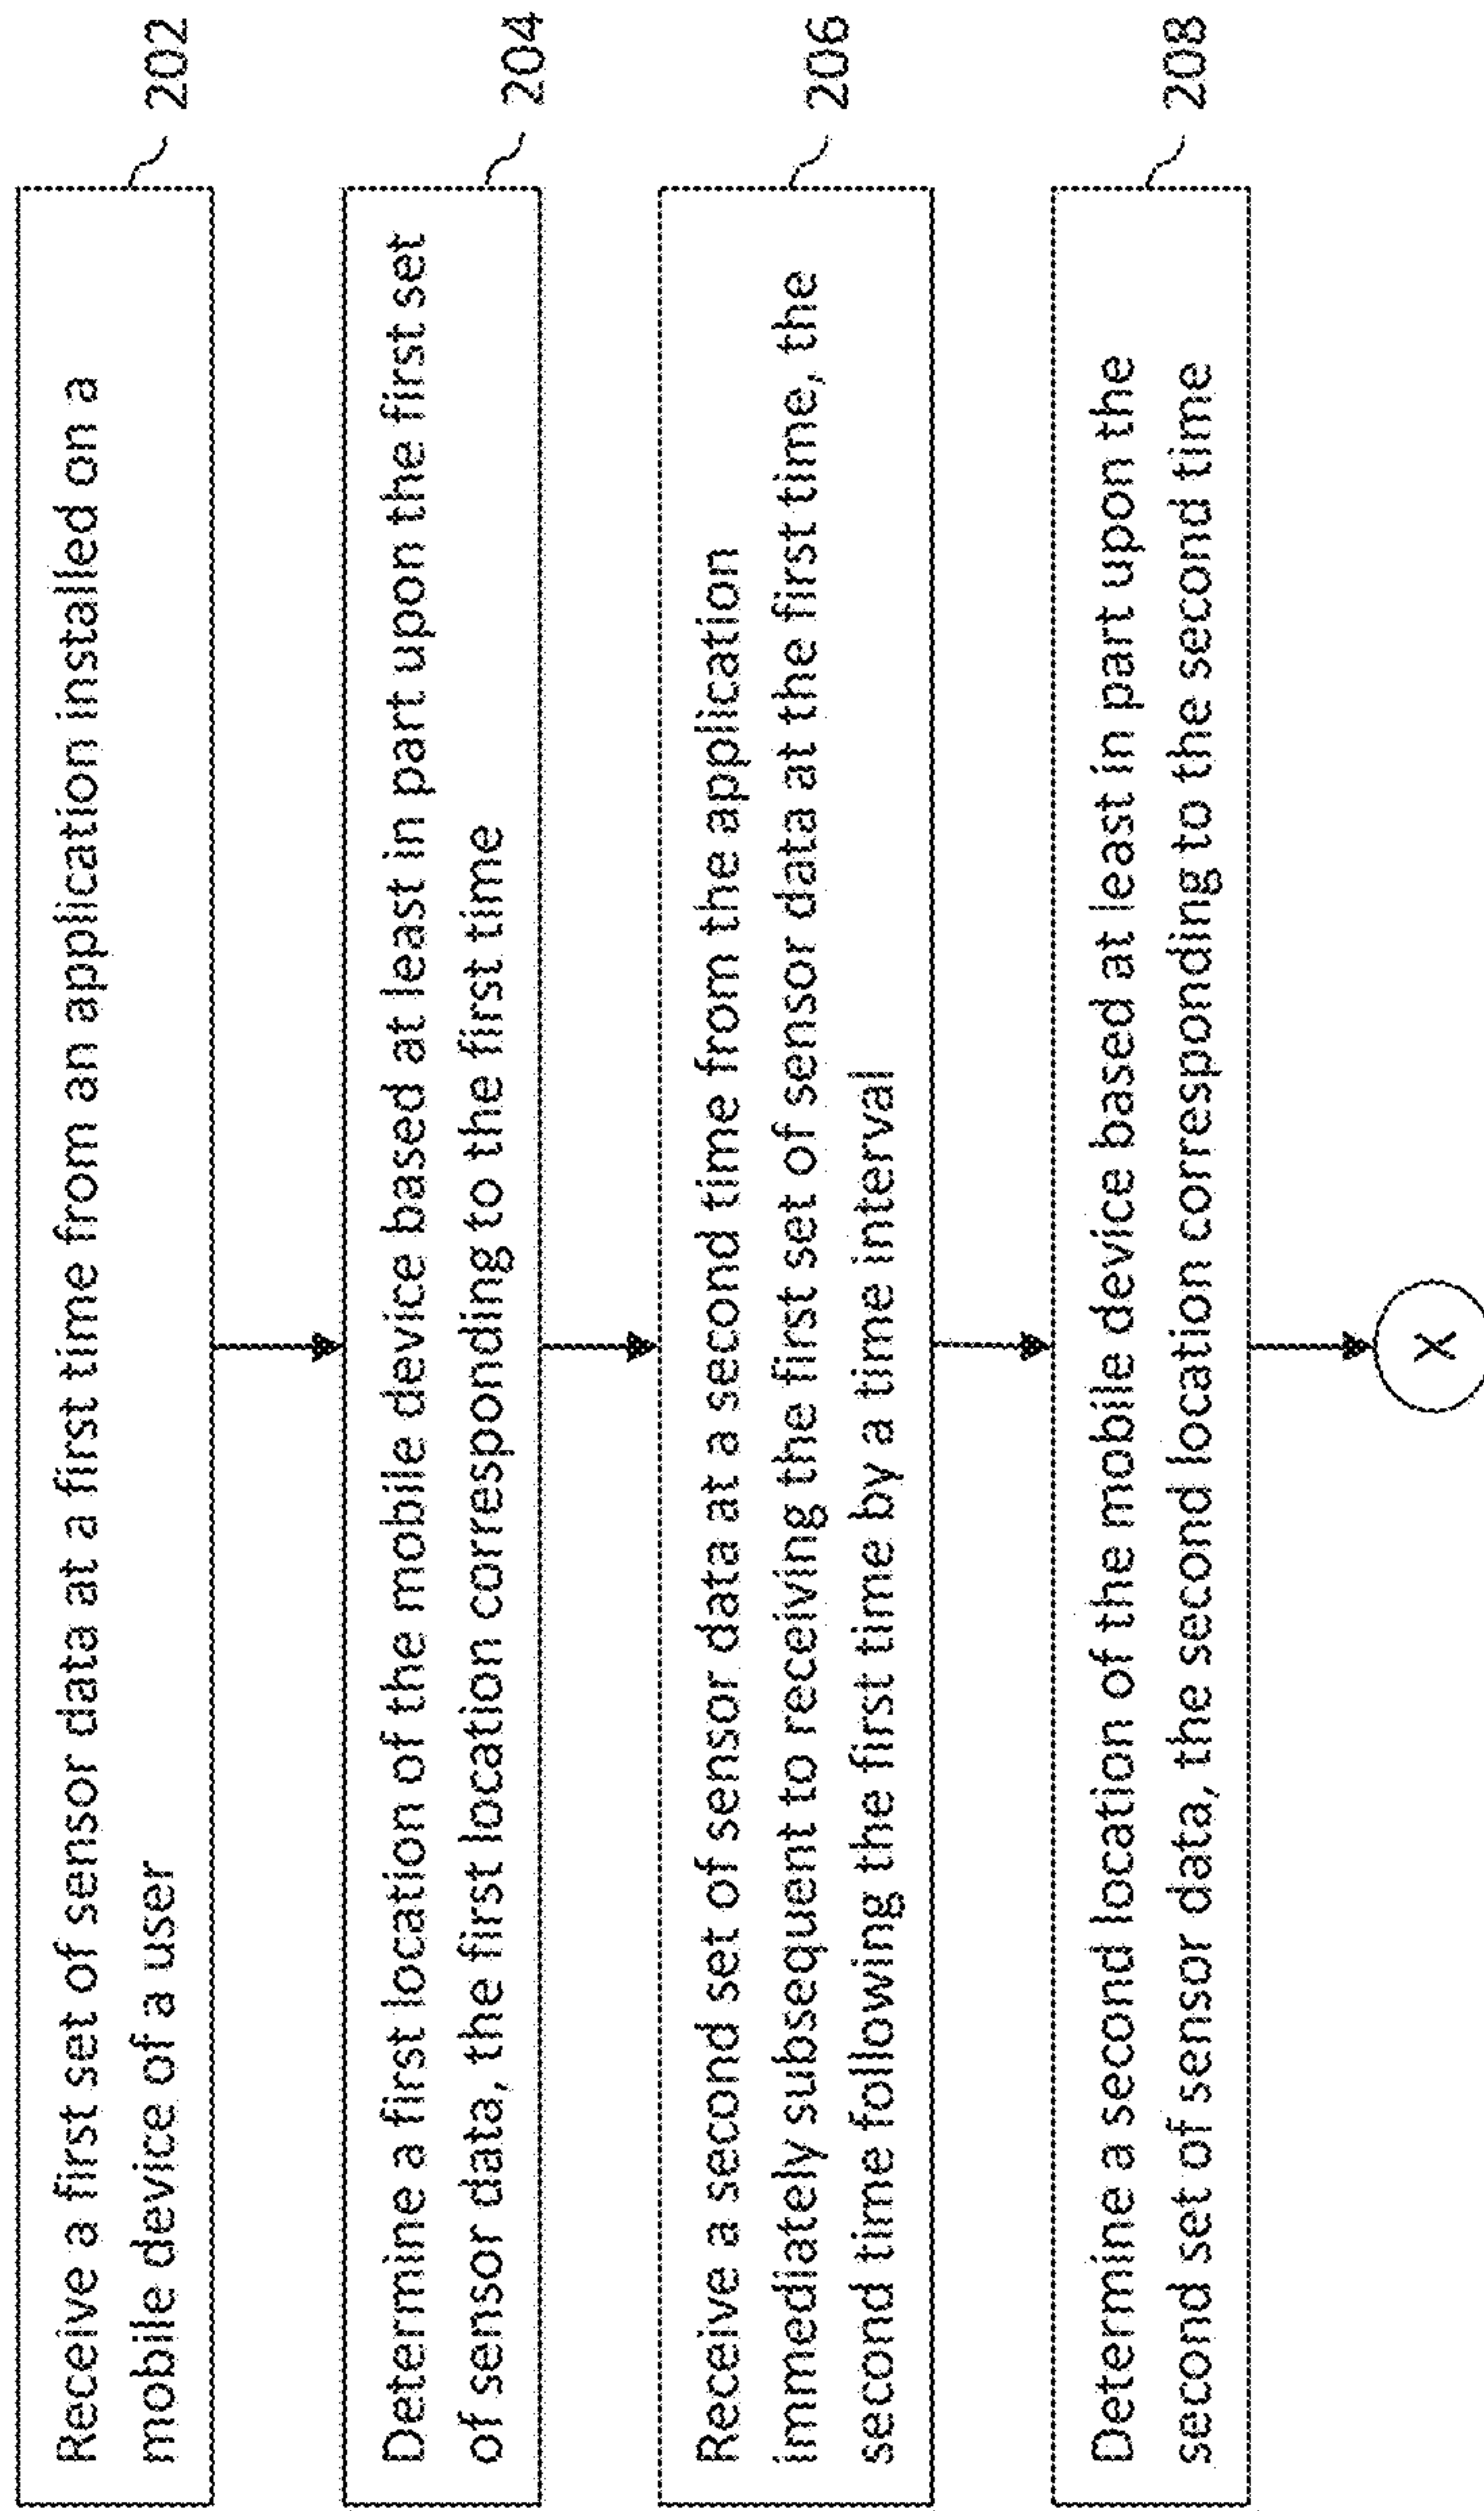 Receive a first set of sensor data at a first time from an application installed on a
mobile device of a user
202
Determine a first location of the mobile device based at least in part upon the first set
of sensor data, the first location corresponding to the first time
204
Receive a second set of sensor data at a second time from the application
immediately subsequent to receiving the first set of sensor data at the first time, the
second time following the first time by a time interval
206
Determine a second location of the mobile device based at least in part upon the
second set of sensor data, the second location corresponding to the second time
208
X